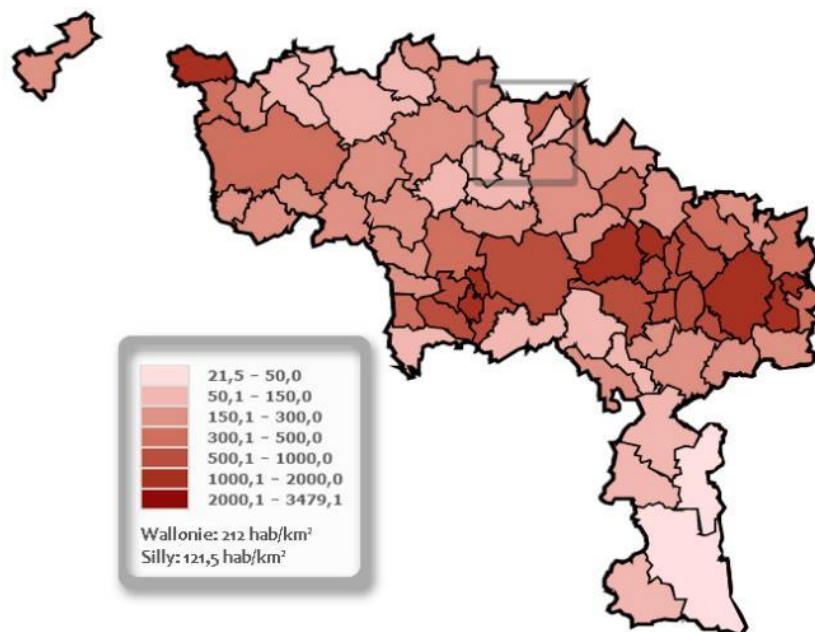 21,5 – 50,0
50,1 – 150,0
150,1 – 300,0
300,1 – 500,0
500,1 – 1000,0
1000,1 – 2000,0
2000,1 – 3479,1
Wallonie: 212 hab/km²
Silly: 121,5 hab/km²